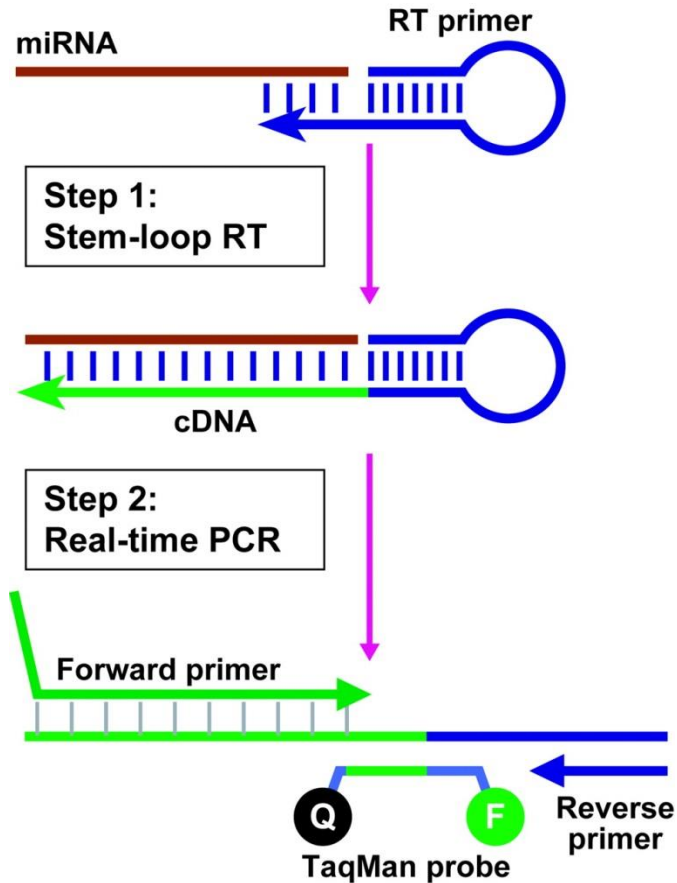 RT primer
miRNA
Step 1:
Stem-loop RT
cDNA
Step 2:
Real-time PCR
Forward primer
Q
F
Reverse
primer
TaqMan probe